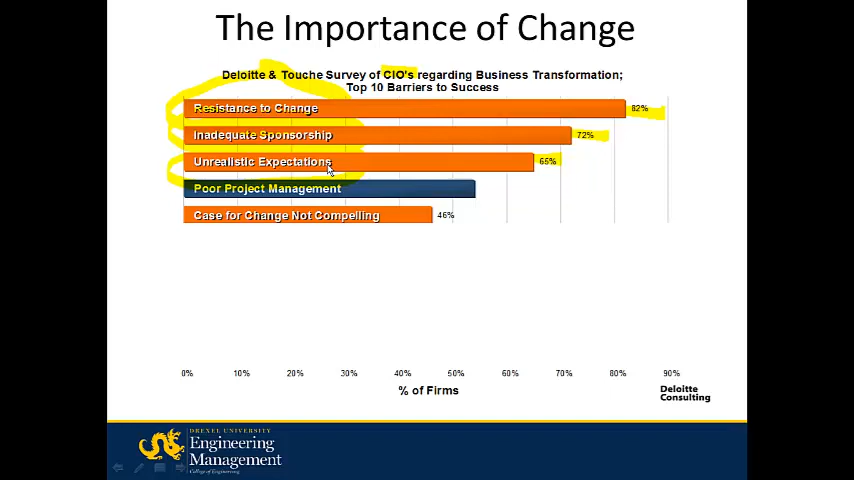 The Importance of Change
Deloitte & Touche Survey of CIO's regarding Business Transformation;
Top 10 Barriers to Success
Resistance to Change 82%
Inadequate Sponsorship 72%
Unrealistic Expectations 65%
Poor Project Management
Case for Change Not Compelling 46%
0% 10% 20% 30% 40% 50% 60% 70% 80% 90%
% of Firms
Deloitte
Consulting
DREXEL UNIVERSITY
Engineering
Management
College of Engineering